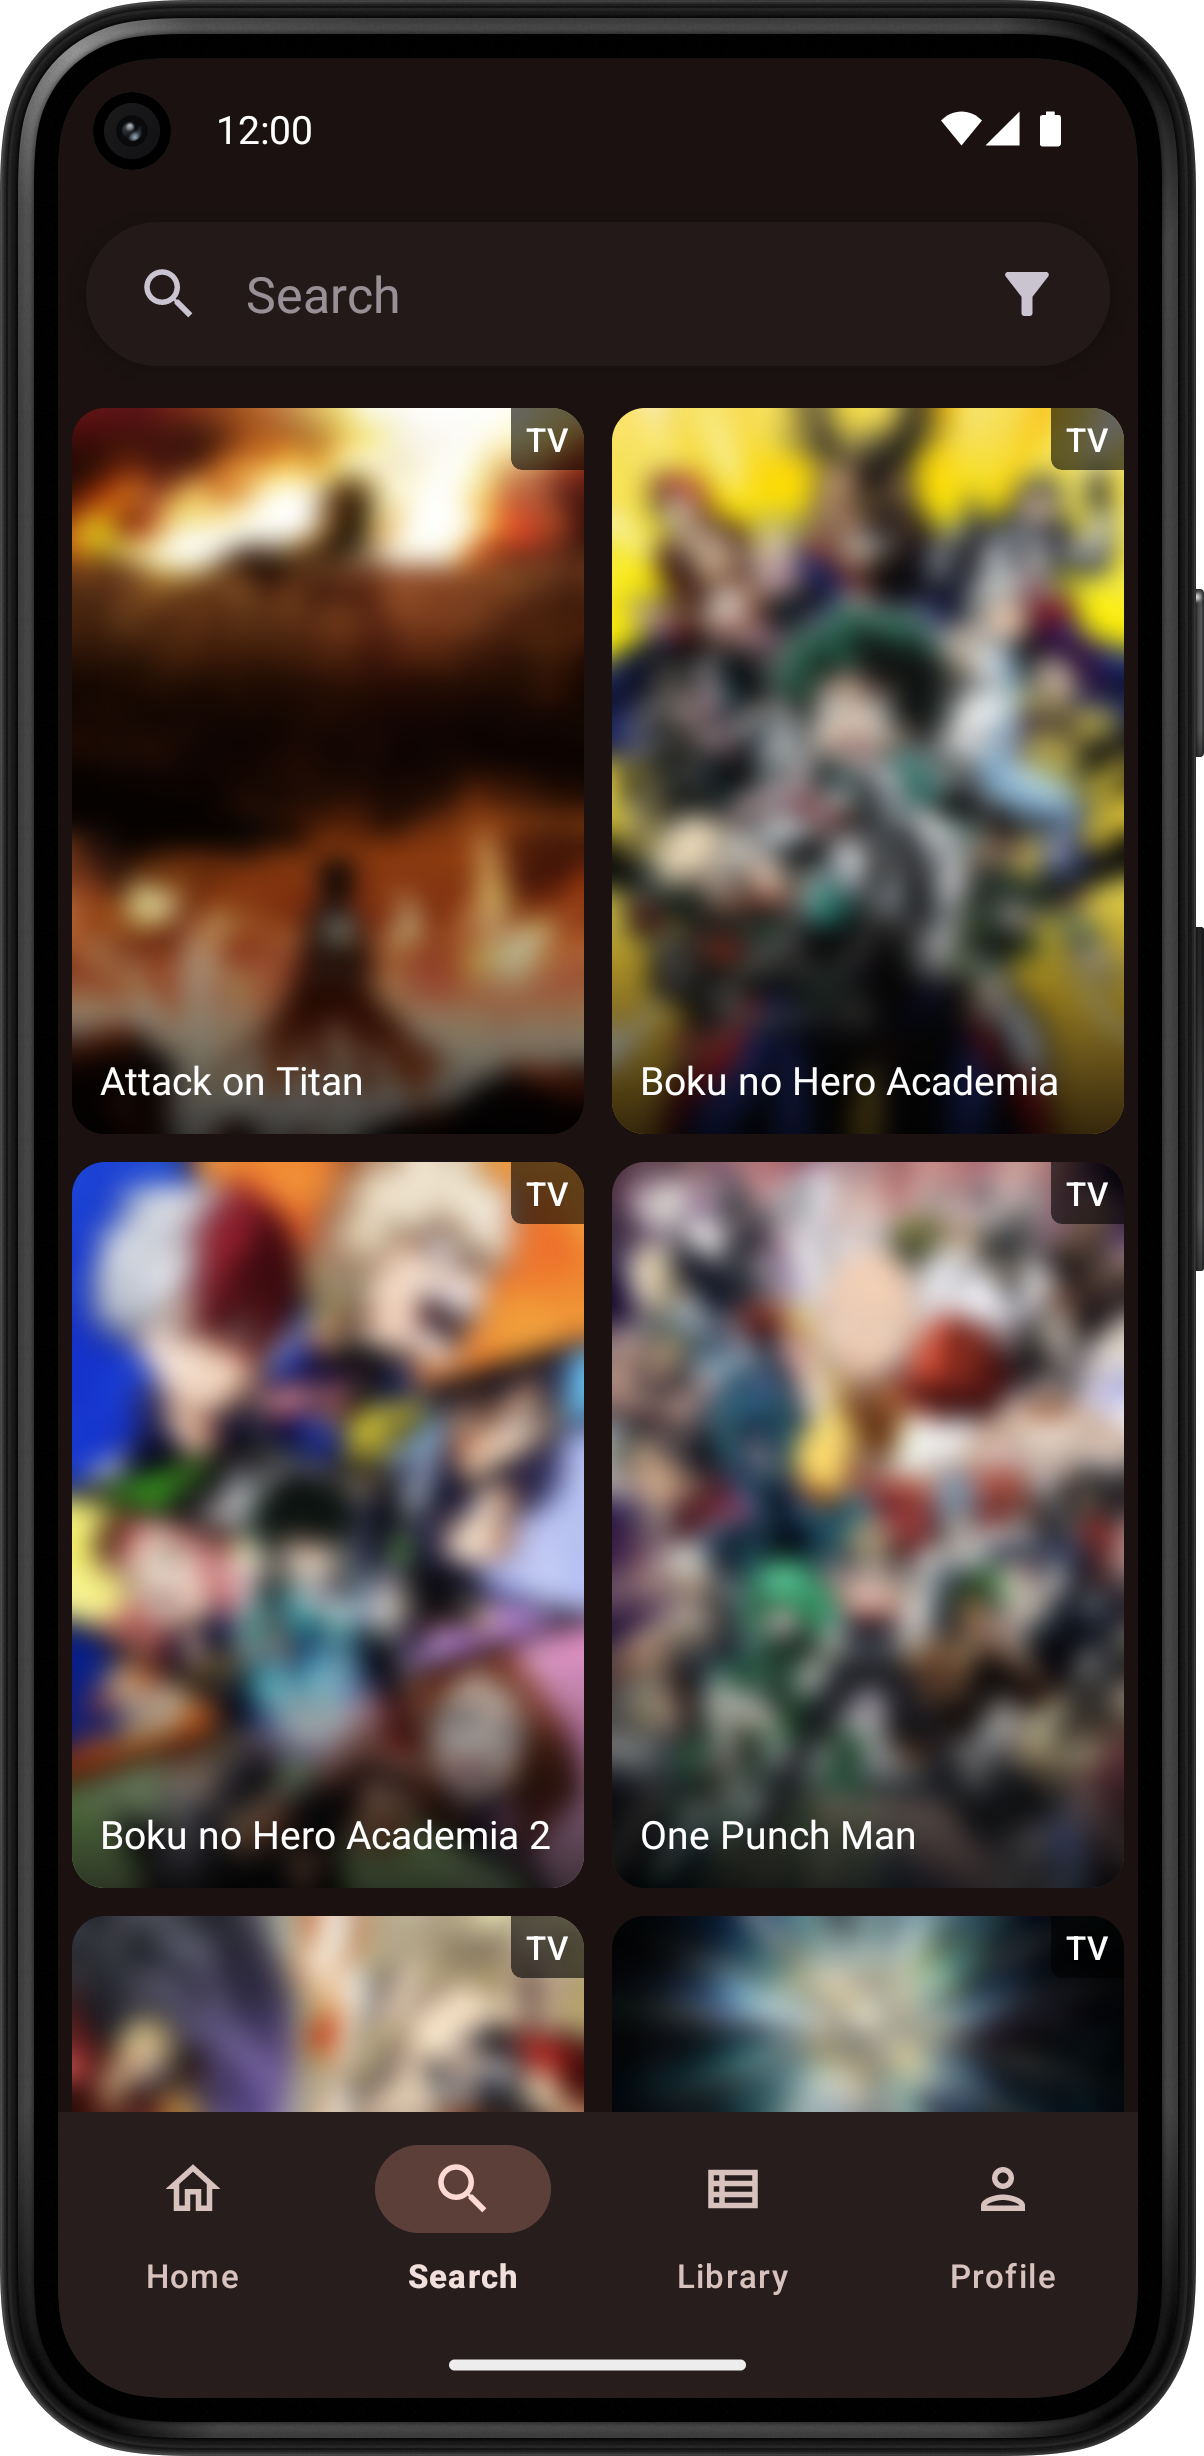 12:00
Search
TV
TV
Attack on Titan
Boku no Hero Academia
TV
TV
Boku no Hero Academia 2
One Punch Man
TV
TV
Home
Search
Library
Profile